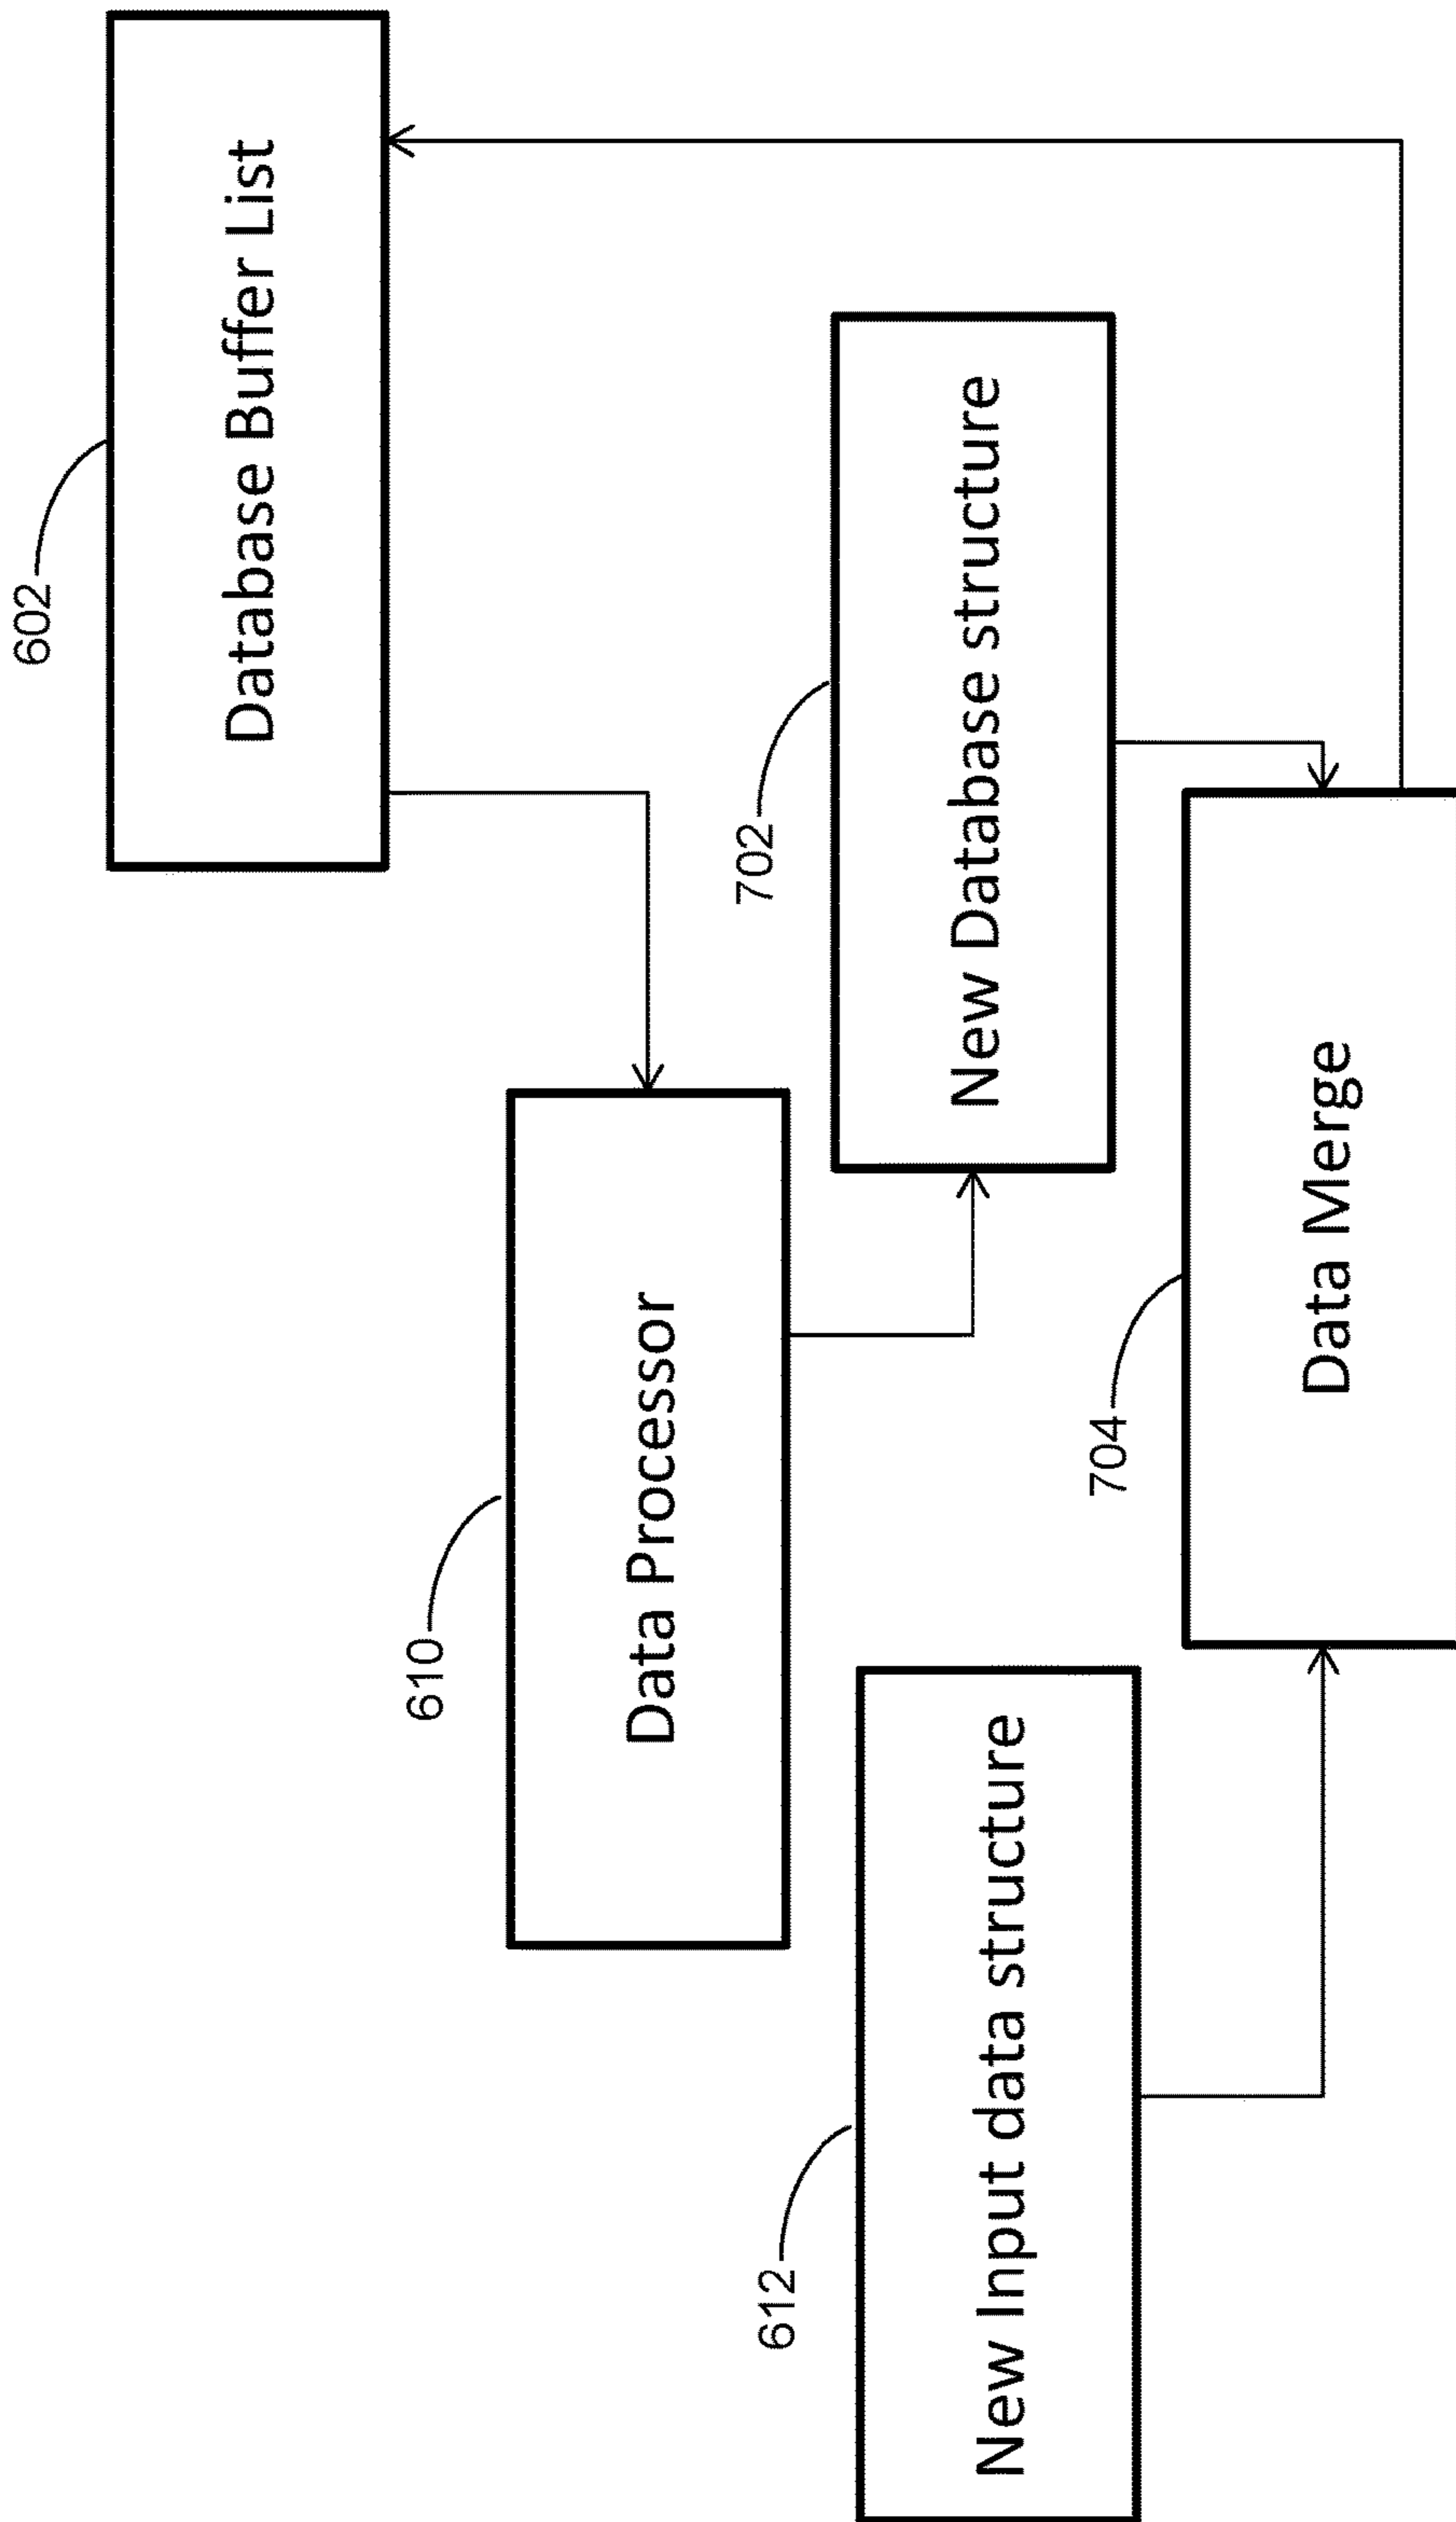 602
Database Buffer List
610
Data Processor
702
New Database structure
612
New Input data structure
704
Data Merge